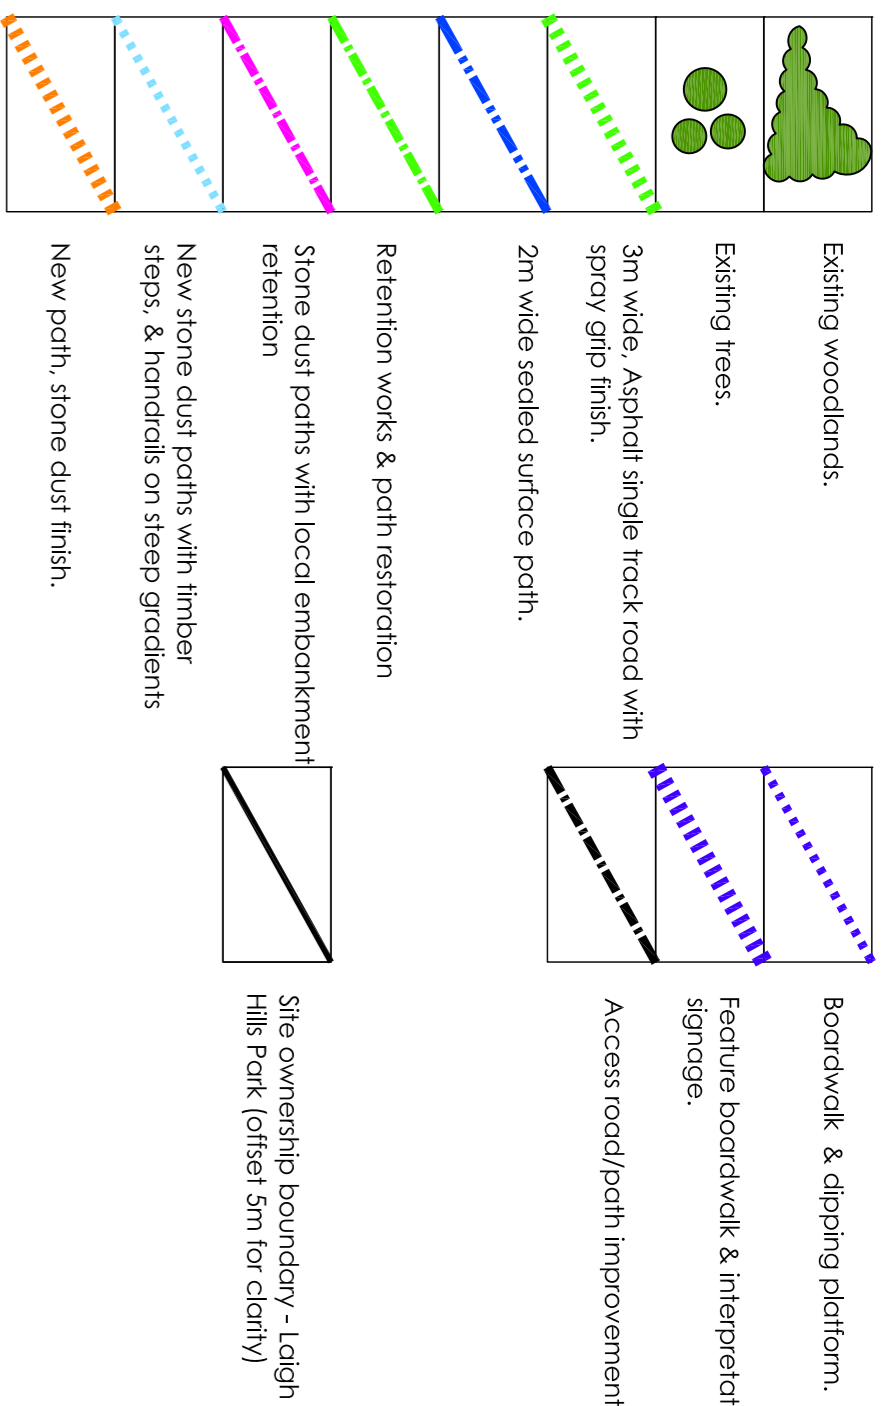 Existing woodlands.
Existing trees.
3m wide, Asphalt single track road with
spray grip finish.
2m wide sealed surface path.
Retention works & path restoration
Stone dust paths with local embankment
retention
New stone dust paths with timber
steps, & handrails on steep gradients
New path, stone dust finish.
Boardwalk & dipping platform.
Feature boardwalk & interpretat
signage.
Access road/path improvement
Site ownership boundary - Laigh
Hills Park (offset 5m for clarity)